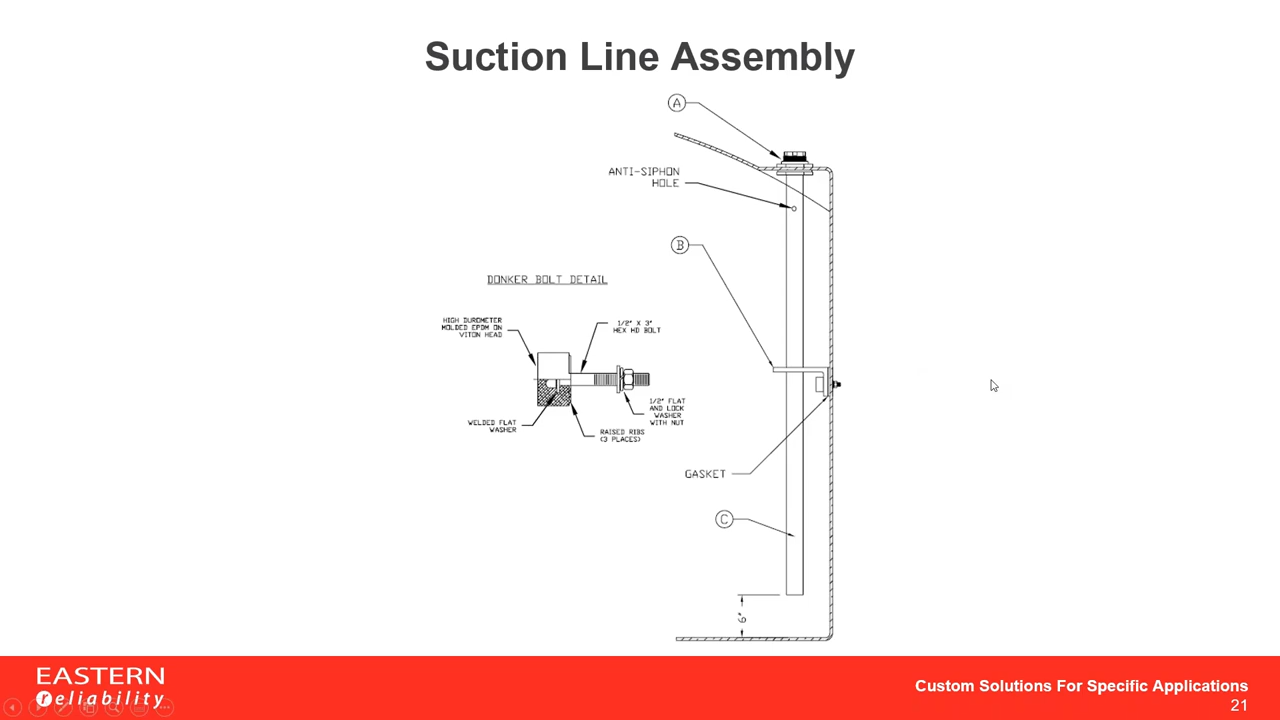 Suction Line Assembly
A
ANTI-SIPHON
HOLE
B
DONKER BOLT DETAIL
HIGH DUROMETER
MOLDED EPDM ON
VITON HEAD
1/2" X 3"
HEX HD BOLT
1/2" FLAT
AND LOCK
WASHER
WITH NUT
WELDED FLAT
WASHER
RAISED RIBS
(3 PLACES)
GASKET
C
6"
EASTERN
reliability
Custom Solutions For Specific Applications
21